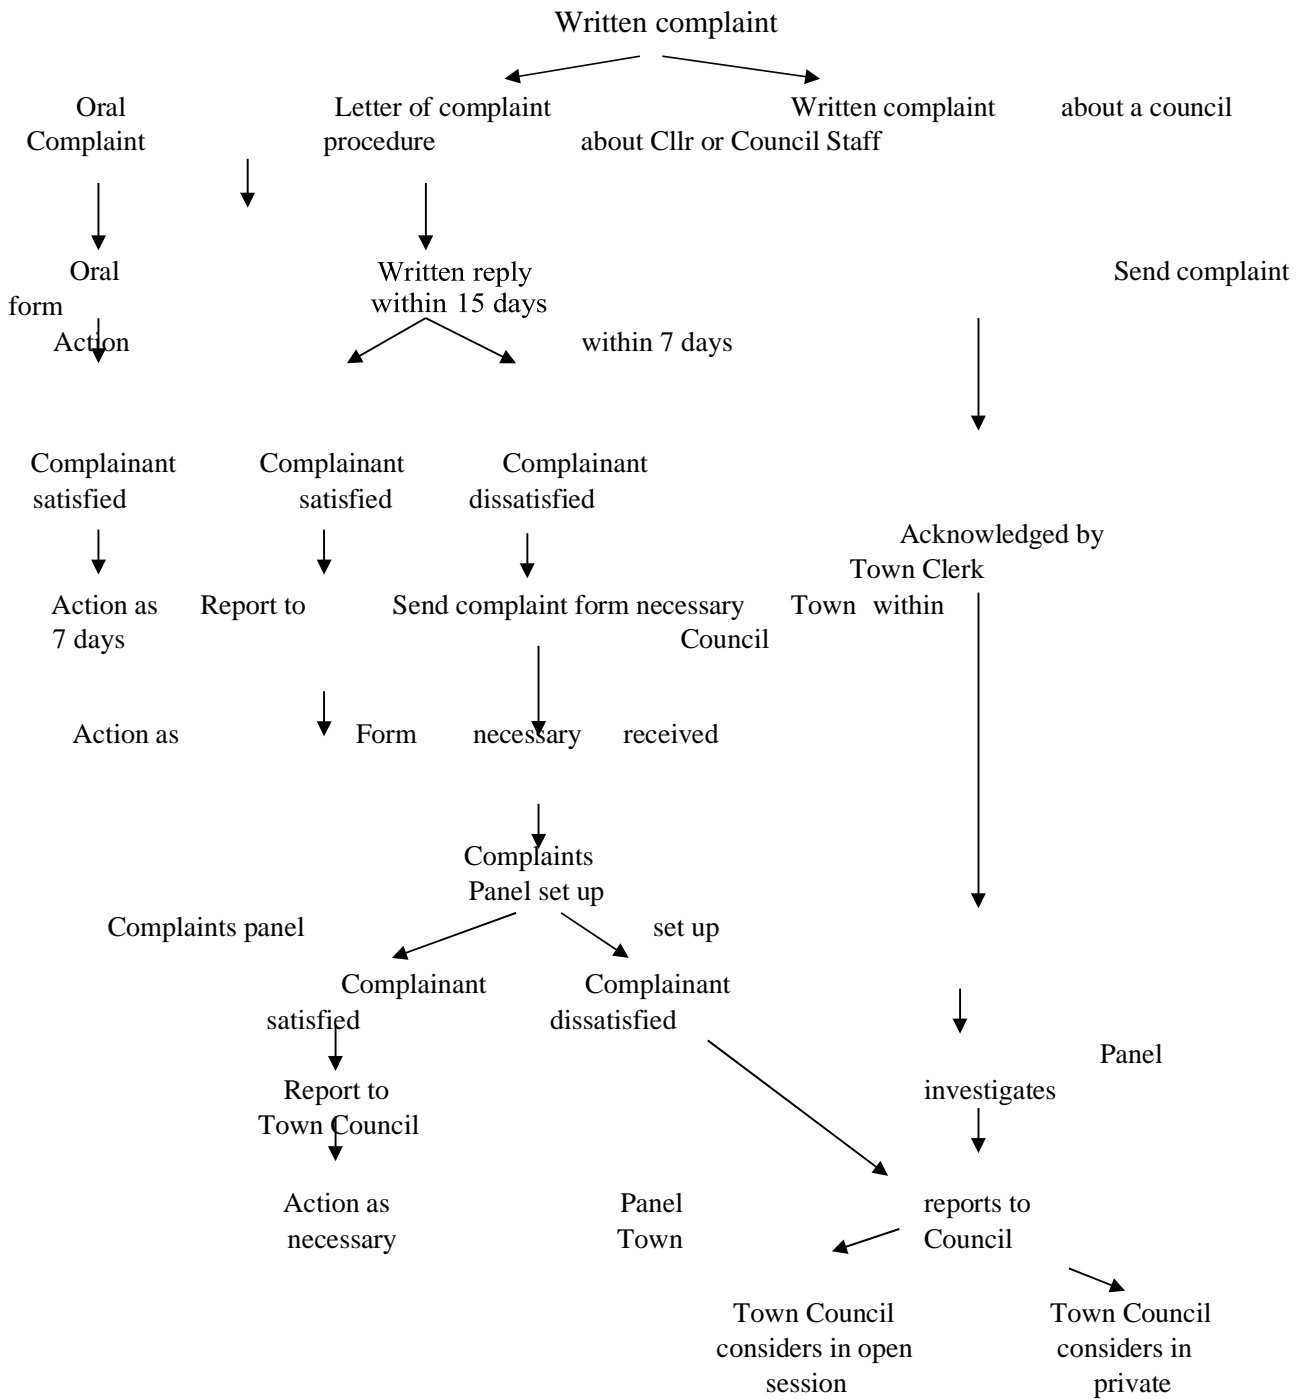 Written complaint
Oral Letter of complaint Written complaint about a council
Complaint procedure about Cllr or Council Staff
Oral Written reply Send complaint
form within 15 days
Action within 7 days
Complainant Complainant Complainant
satisfied satisfied dissatisfied
Acknowledged by
Town Clerk
Action as Report to Send complaint form necessary Town within
7 days Council
Action as Form necessary received
Complaints
Panel set up
Complaints panel set up
Complainant Complainant
satisfied dissatisfied
Panel
Report to investigates
Town Council
Action as Panel reports to
necessary Town Council
Town Council Town Council
considers in open considers in
session private